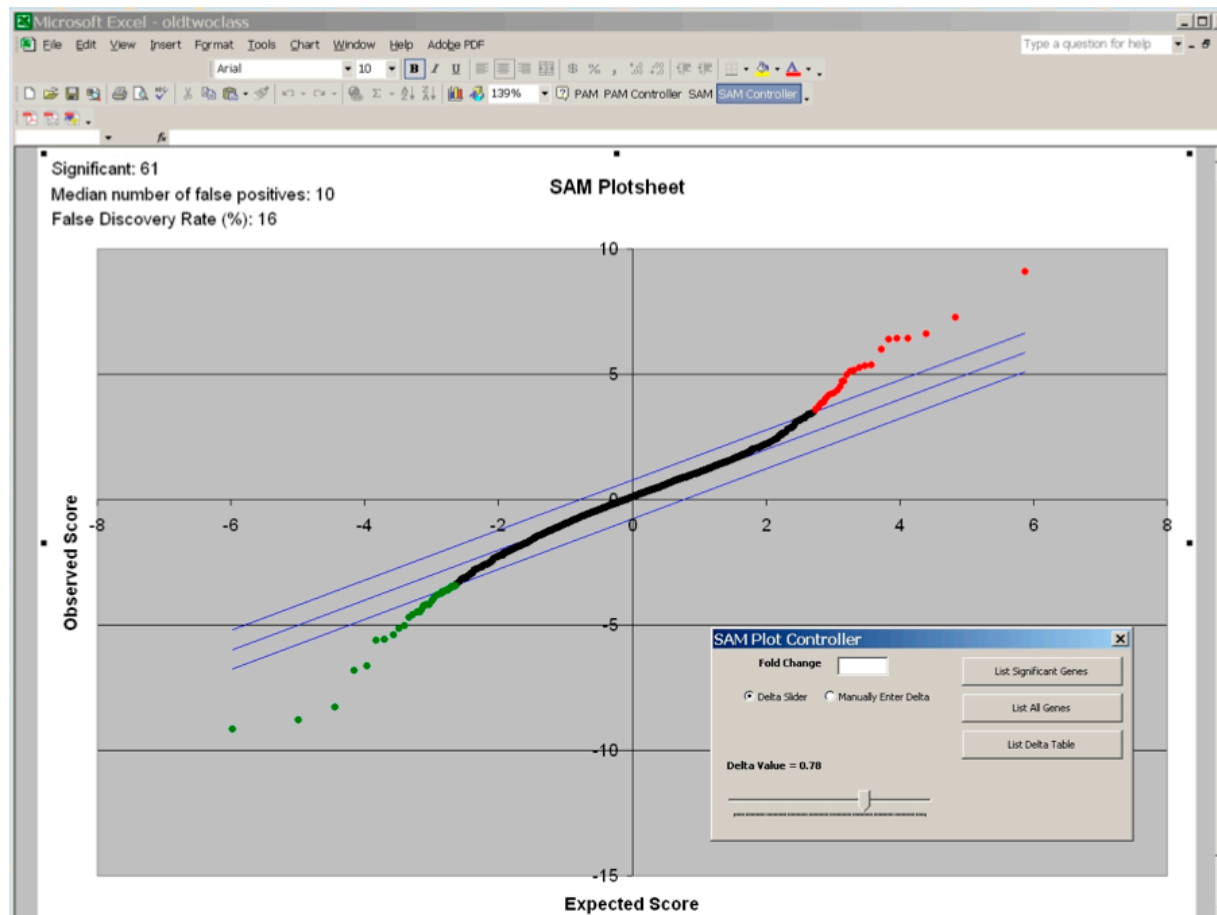 Microsoft Excel - oldtwoclass
File Edit View Insert Format Tools Chart Window Help Adobe PDF
Type a question for help
Arial 10 B I U $ % ,
139% PAM PAM Controller SAM SAM Controller
fx
Significant: 61
Median number of false positives: 10
False Discovery Rate (%): 16
SAM Plotsheet
10
5
0
-8 -6 -4 -2 0 2 4 6 8
-5
-10
-15
Observed Score
Expected Score
SAM Plot Controller
Fold Change
Delta Slider Manually Enter Delta
Delta Value = 0.78
List Significant Genes
List All Genes
List Delta Table